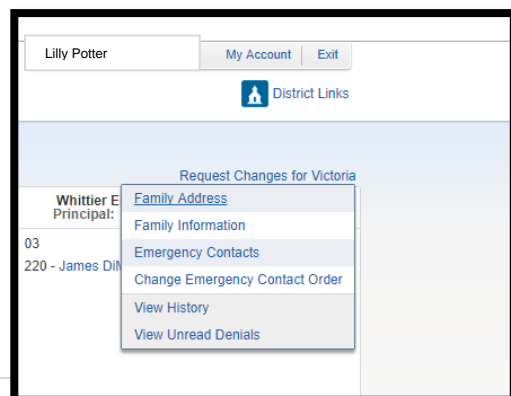 Lilly Potter My Account Exit
District Links
Request Changes for Victoria
Whittier E
Principal:
03
220 - James
Family Address
Family Information
Emergency Contacts
Change Emergency Contact Order
View History
View Unread Denials